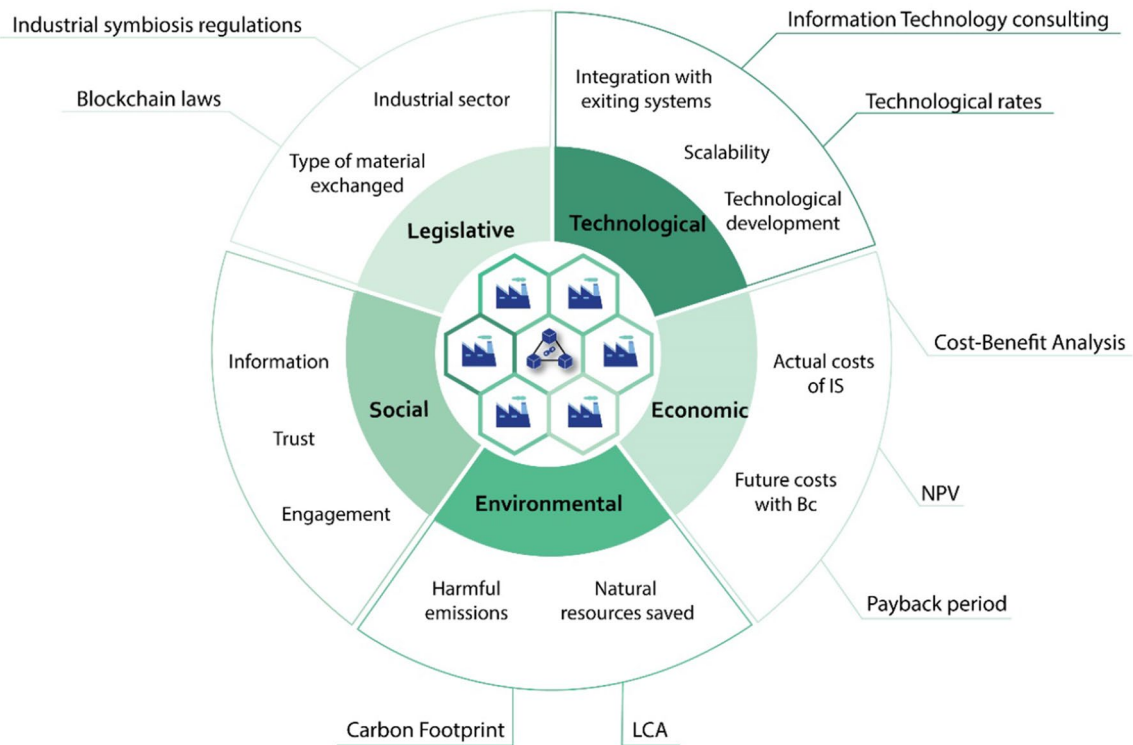 Industrial symbiosis regulations
Information Technology consulting
Blockchain laws
Technological rates
Industrial sector
Type of material
exchanged
Legislative
Integration with
exiting systems
Scalability
Technological
development
Technological
Cost-Benefit Analysis
Actual costs
of IS
Economic
Future costs
with Bc
NPV
Payback period
Information
Trust
Engagement
Social
Environmental
Harmful
emissions
Natural
resources saved
Carbon Footprint
LCA